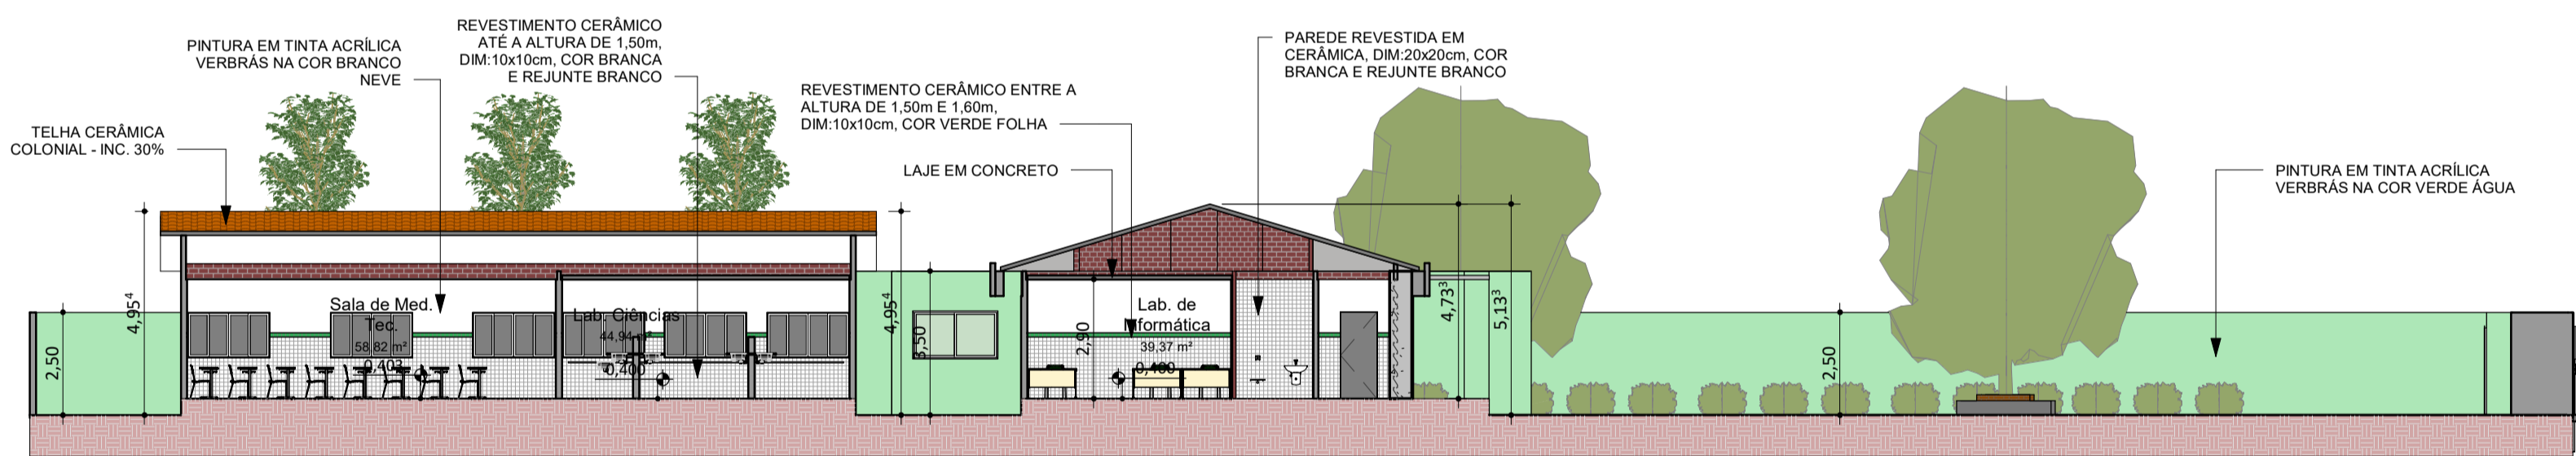 REVESTIMENTO CERÂMICO
ATÉ A ALTURA DE 1,50m,
DIM:10x10cm, COR BRANCA
E REJUNTE BRANCO
PINTURA EM TINTA ACRÍLICA
VERBRÁS NA COR BRANCO
NEVE
PAREDE REVESTIDA EM
CERÂMICA, DIM:20x20cm, COR
BRANCA E REJUNTE BRANCO
REVESTIMENTO CERÂMICO ENTRE A
ALTURA DE 1,50m E 1,60m,
DIM:10x10cm, COR VERDE FOLHA
TELHA CERÂMICA
COLONIAL - INC. 30%
LAJE EM CONCRETO
PINTURA EM TINTA ACRÍLICA
VERBRÁS NA COR VERDE ÁGUA
2,50
4,95⁴
Sala de Med.
Tec.
58,82 m²
0,403
Lab. Ciências
44,94 m²
0,400
4,95⁴
3,50
2,90
Lab. de
Informática
39,37 m²
0,400
4,73³
5,13³
2,50